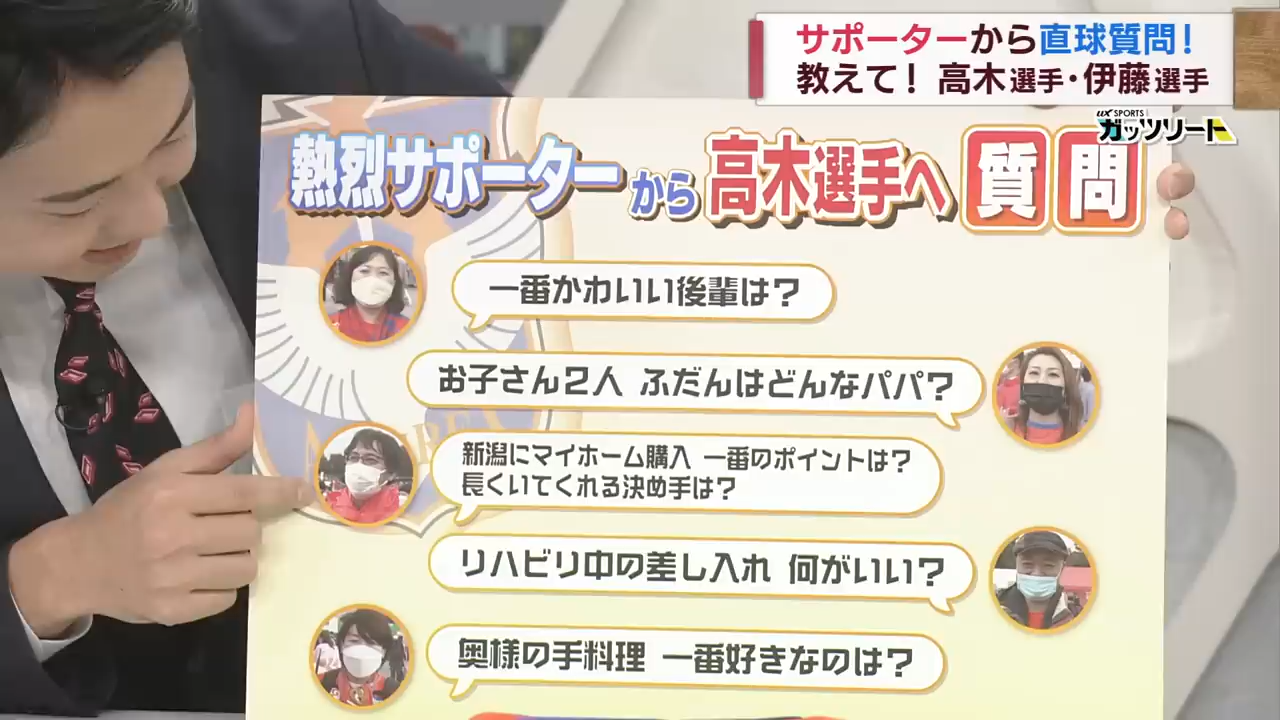 サポーターから直球質問！
教えて！ 高木選手・伊藤選手
UX SPORTS
ガッツリート
熱烈サポーターから高木選手へ質問
一番かわいい後輩は？
お子さん2人 ふだんはどんなパパ？
新潟にマイホーム購入 一番のポイントは？
長くいてくれる決め手は？
リハビリ中の差し入れ 何がいい？
奥様の手料理 一番好きなのは？